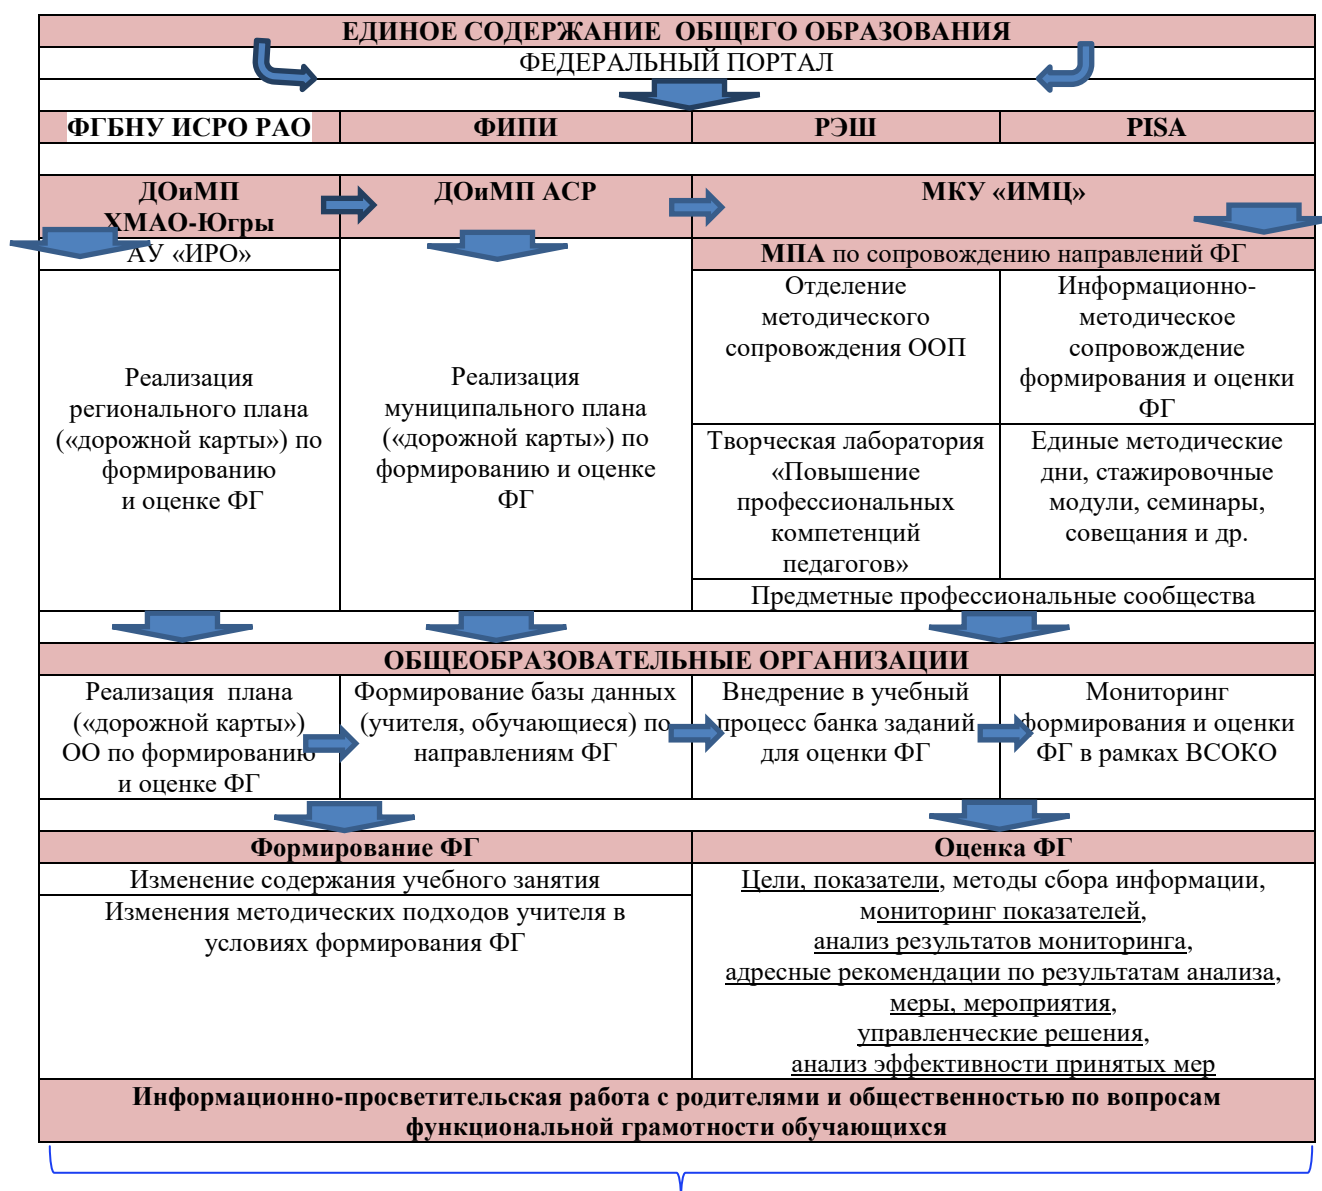 ЕДИНОЕ СОДЕРЖАНИЕ ОБЩЕГО ОБРАЗОВАНИЯ
ФЕДЕРАЛЬНЫЙ ПОРТАЛ
ФГБНУ ИСРО РАО
ФИПИ
РЭШ
PISA
ДОиМП
ХМАО-Югры
ДОиМП АСР
МКУ «ИМЦ»
АУ «ИРО»
Реализация
регионального плана
(«дорожной карты») по
формированию
и оценке ФГ
Реализация
муниципального плана
(«дорожной карты») по
формированию и оценке
ФГ
МПА по сопровождению направлений ФГ
Отделение
методического
сопровождения ООП
Информационно-
методическое
сопровождение
формирования и оценки
ФГ
Творческая лаборатория
«Повышение
профессиональных
компетенций
педагогов»
Единые методические
дни, стажировочные
модули, семинары,
совещания и др.
Предметные профессиональные сообщества
ОБЩЕОБРАЗОВАТЕЛЬНЫЕ ОРГАНИЗАЦИИ
Реализация плана
(«дорожной карты»)
ОО по формированию
и оценке ФГ
Формирование базы данных
(учителя, обучающиеся) по
направлениям ФГ
Внедрение в учебный
процесс банка заданий
для оценки ФГ
Мониторинг
формирования и оценки
ФГ в рамках ВСОКО
Формирование ФГ
Оценка ФГ
Изменение содержания учебного занятия
Изменения методических подходов учителя в
условиях формирования ФГ
Цели, показатели, методы сбора информации,
мониторинг показателей,
анализ результатов мониторинга,
адресные рекомендации по результатам анализа,
меры, мероприятия,
управленческие решения,
анализ эффективности принятых мер
Информационно-просветительская работа с родителями и общественностью по вопросам
функциональной грамотности обучающихся